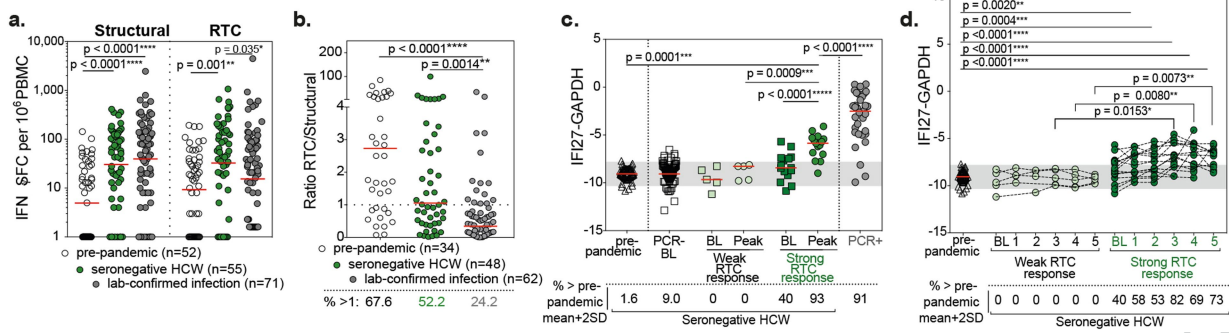 a.
Structural RTC
p < 0.0001****
p = 0.035*
p < 0.0001****
p = 0.001**
10,000
1,000
100
10
1
IFN $FC per 10⁶PBMC
pre-pandemic (n=52)
seronegative HCW (n=55)
lab-confirmed infection (n=71)
b.
p < 0.0001****
p = 0.0014**
200
20
4
3
2
1
0
Ratio RTC/Structural
pre-pandemic (n=34)
seronegative HCW (n=48)
lab-confirmed infection (n=62)
% >1: 67.6 52.2 24.2
c.
p = 0.0001***
p <0.0001****
p = 0.0009***
p <0.0001*****
5
0
-5
-10
-15
IFI27-GAPDH
pre-pandemic
PCR-
BL
BL Peak
Weak
RTC
response
BL Peak
Strong
RTC
response
PCR+
% > pre-
pandemic
mean+2SD
1.6 9.0 0 0 40 93 91
Seronegative HCW
d.
p = 0.0020**
p = 0.0004***
p <0.0001****
p <0.0001****
p <0.0001****
p = 0.0073**
p = 0.0080**
p = 0.0153*
5
0
-5
-10
-15
IFI27-GAPDH
Pre-
pandemic
BL 1 2 3 4 5
Weak RTC
response
BL 1 2 3 4 5
Strong RTC
response
% > pre-
pandemic
mean+2SD
0 0 0 0 0 0 40 58 53 82 69 73
Seronegative HCW